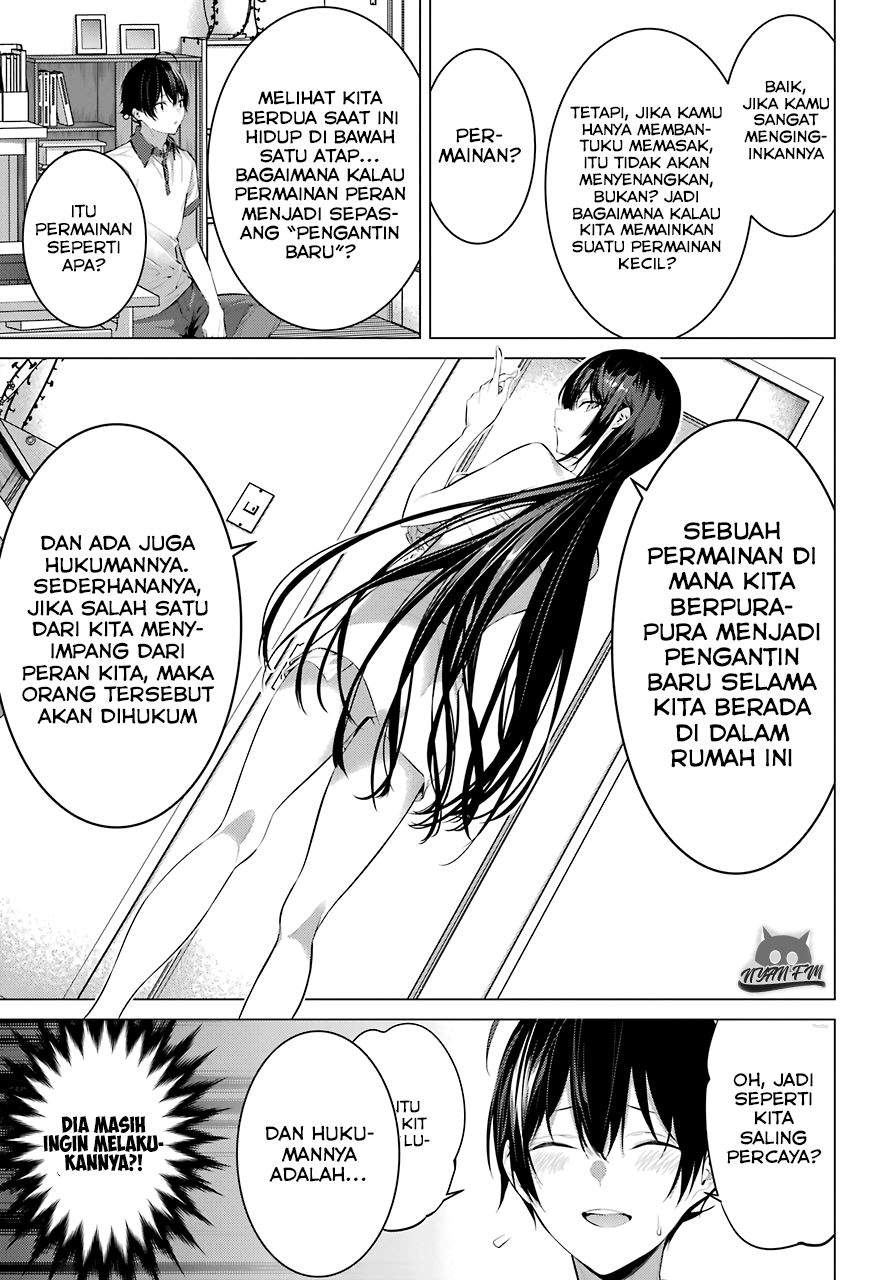 BAIK,
JIKA KAMU
SANGAT
MENGING-
INKANNYA
TETAPI, JIKA KAMU
HANYA MEMBAN-
TUKU MEMASAK,
ITU TIDAK AKAN
MENYENANGKAN,
BUKAN? JADI
BAGAIMANA KALAU
KITA MEMAINKAN
SUATU PERMAINAN
KECIL?
PER-
MAINAN?
MELIHAT KITA
BERDUA SAAT INI
HIDUP DI BAWAH
SATU ATAP...
BAGAIMANA KALAU
PERMAINAN PERAN
MENJADI SEPAS-
ANG "PENGANTIN
BARU"?
ITU
PERMAINAN
SEPERTI
APA?
SEBUAH
PERMAINAN DI
MANA KITA
BERPURA-
PURA MENJADI
PENGANTIN
BARU SELAMA
KITA BERADA
DI DALAM
RUMAH INI
DAN ADA JUGA
HUKUMANNYA.
SEDERHANANYA,
JIKA SALAH SATU
DARI KITA MENY-
IMPANG DARI
PERAN KITA, MAKA
ORANG TERSEBUT
AKAN DIHUKUM
NYAN FM
OH, JADI
SEPERTI
KITA
SALING
PERCAYA?
ITU
KIT
LU-
DAN HUKU-
MANNYA
ADALAH...
DIA MASIH
INGIN MELAKU-
KANNYA?!